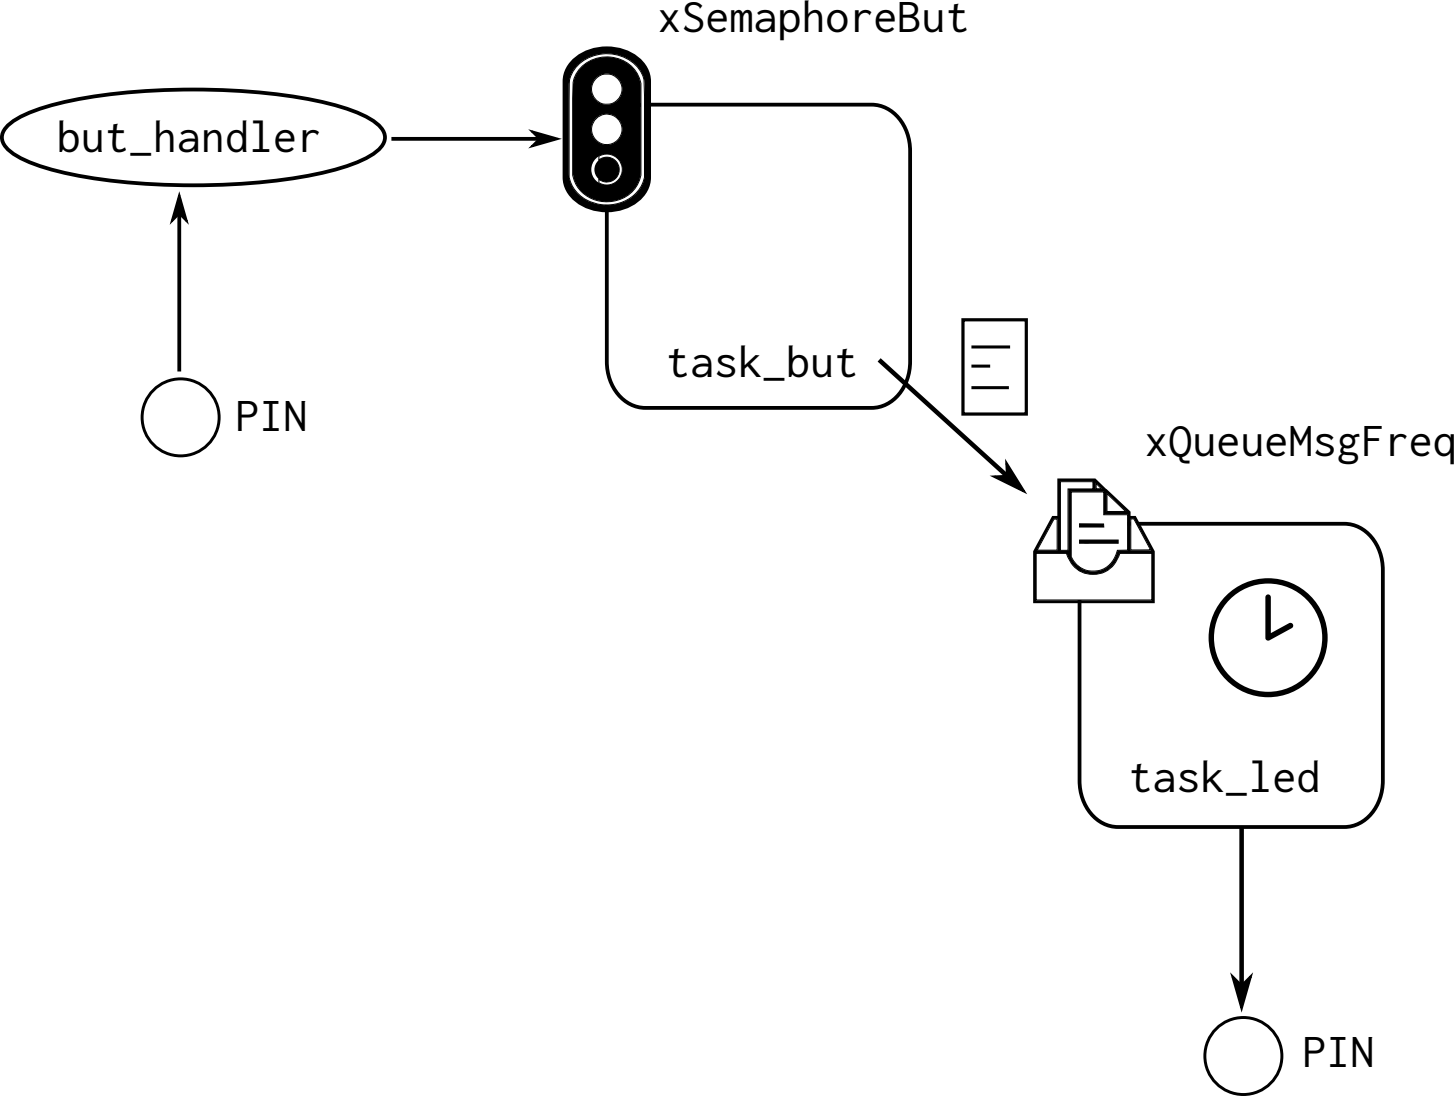 xSemaphoreBut
but_handler
task_but
PIN
xQueueMsgFreq
task_led
PIN